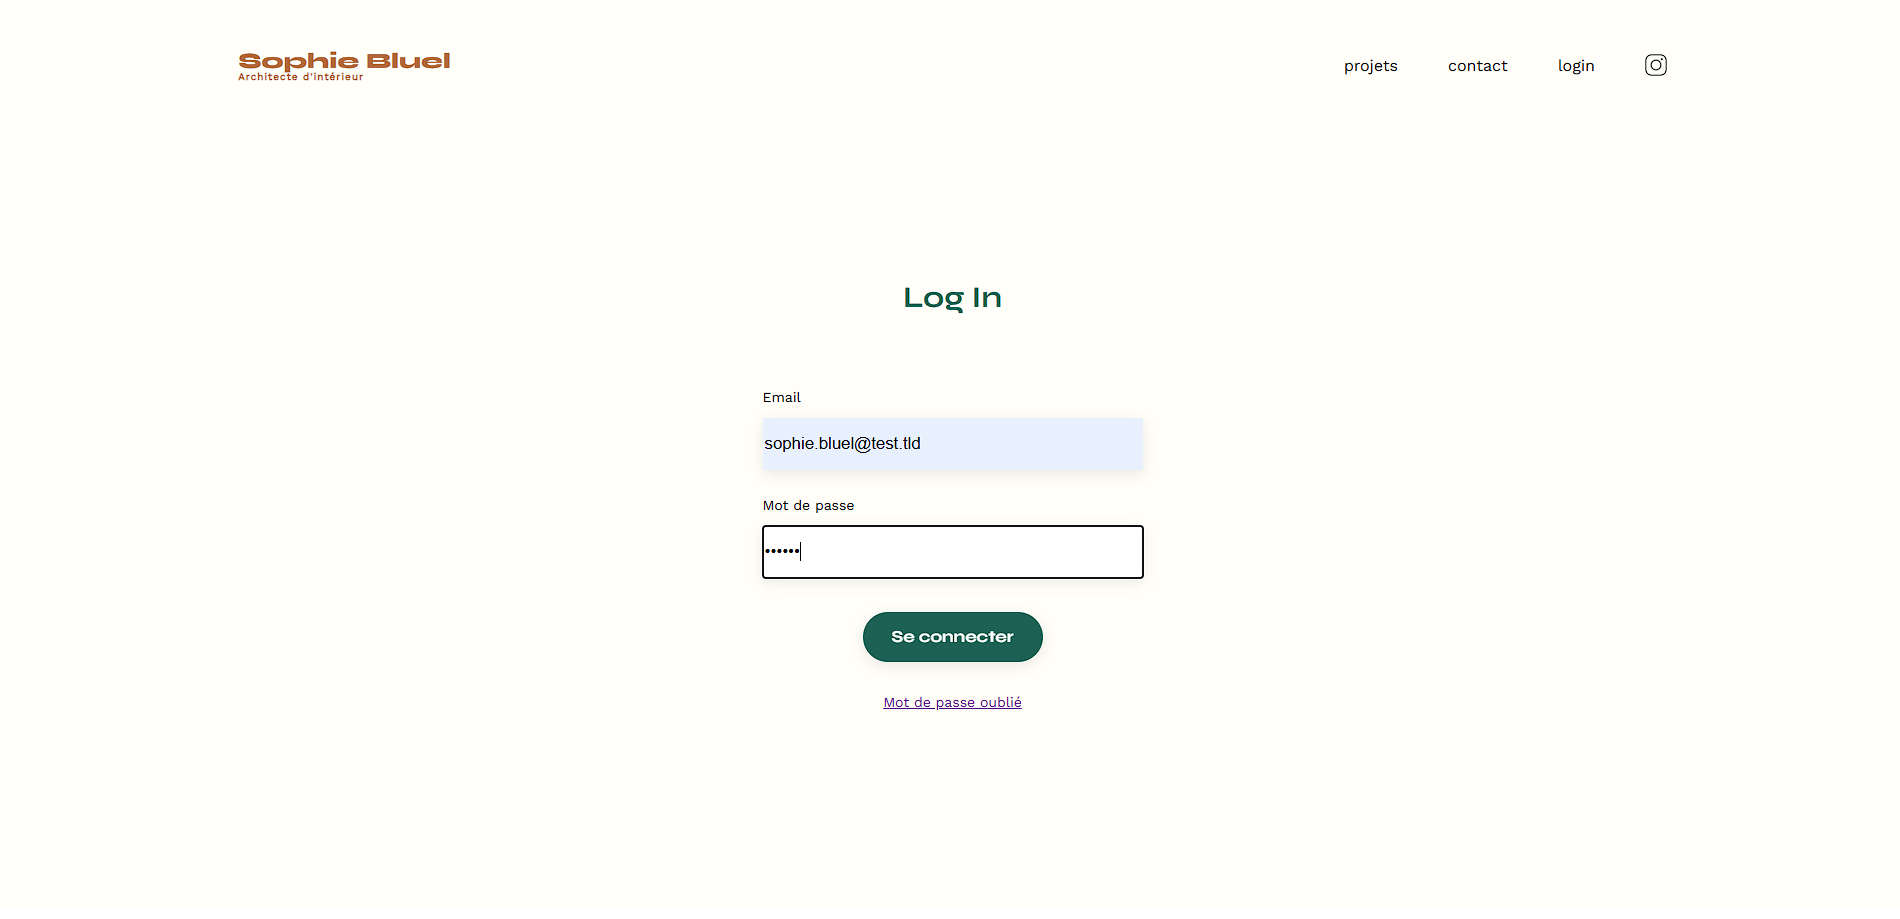 Sophie Bluel
Architecte d'intérieur
projets
contact
login
Log In
Email
sophie.bluel@test.tld
Mot de passe
••••••
Se connecter
Mot de passe oublié